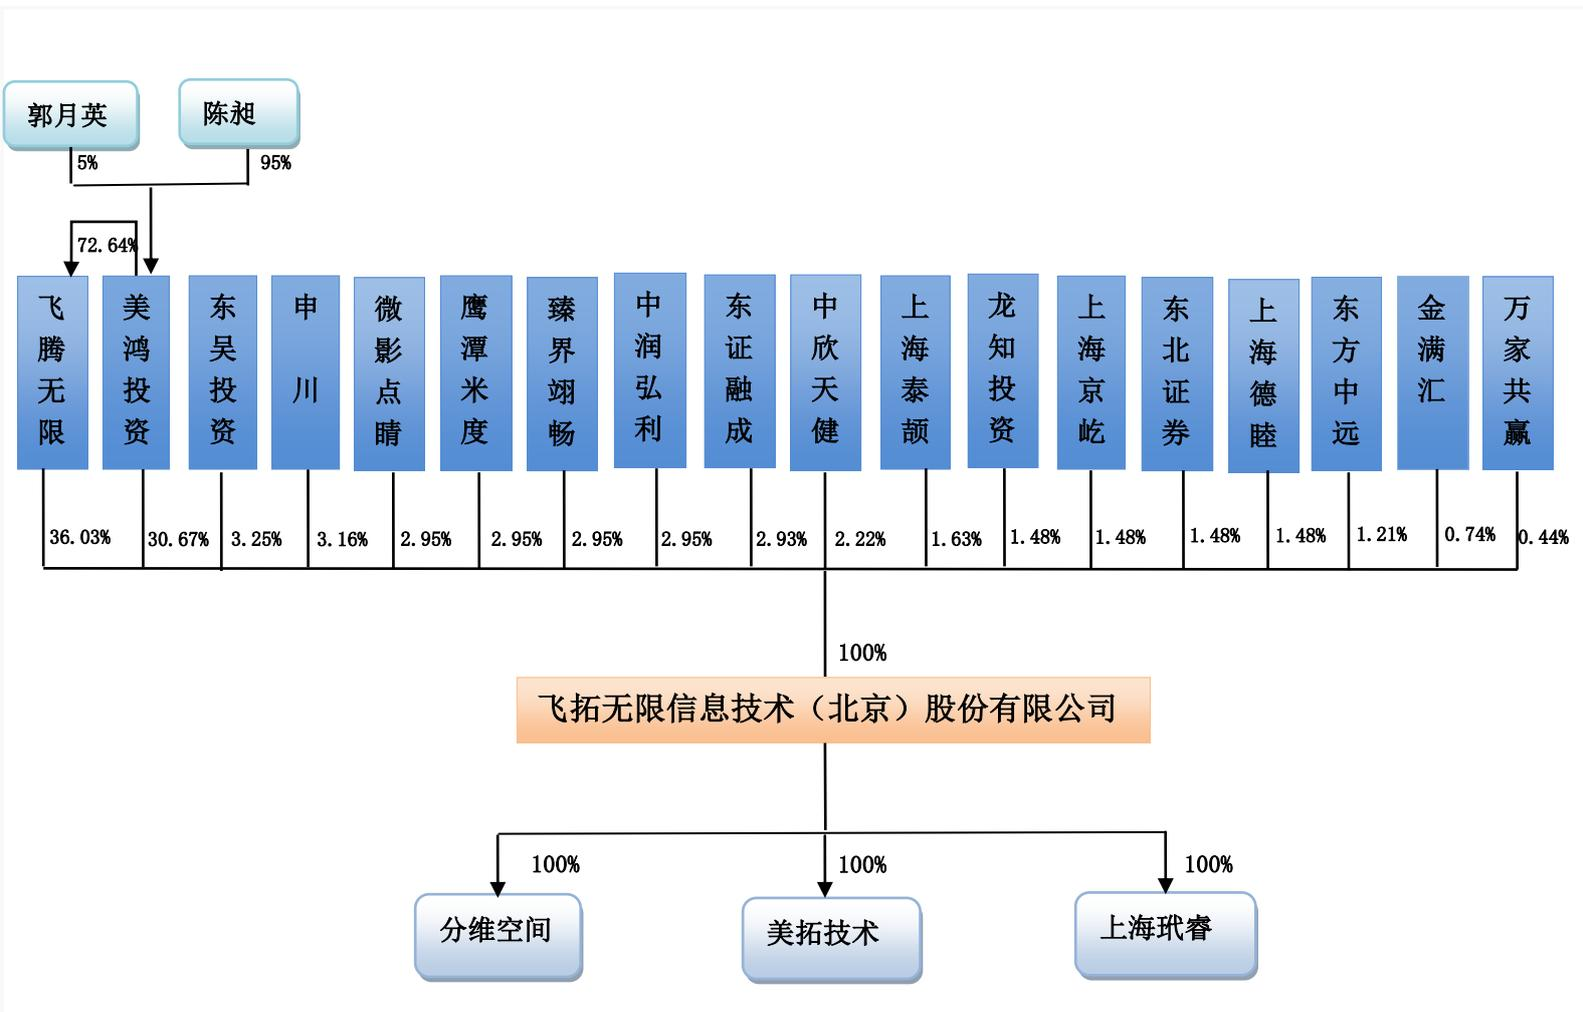 郭月英
陈昶
5%
95%
72.64%
飞腾无限
美鸿投资
东吴投资
申川
微影点睛
鹰潭米度
臻界翊畅
中润弘利
东证融成
中欣天健
上海泰颉
龙知投资
上海京屹
东北证券
上海德睦
东方中远
金满汇
万家共赢
36.03%
30.67%
3.25%
3.16%
2.95%
2.95%
2.95%
2.95%
2.93%
2.22%
1.63%
1.48%
1.48%
1.48%
1.48%
1.21%
0.74%
0.44%
100%
飞拓无限信息技术（北京）股份有限公司
100%
100%
100%
分维空间
美拓技术
上海玳睿